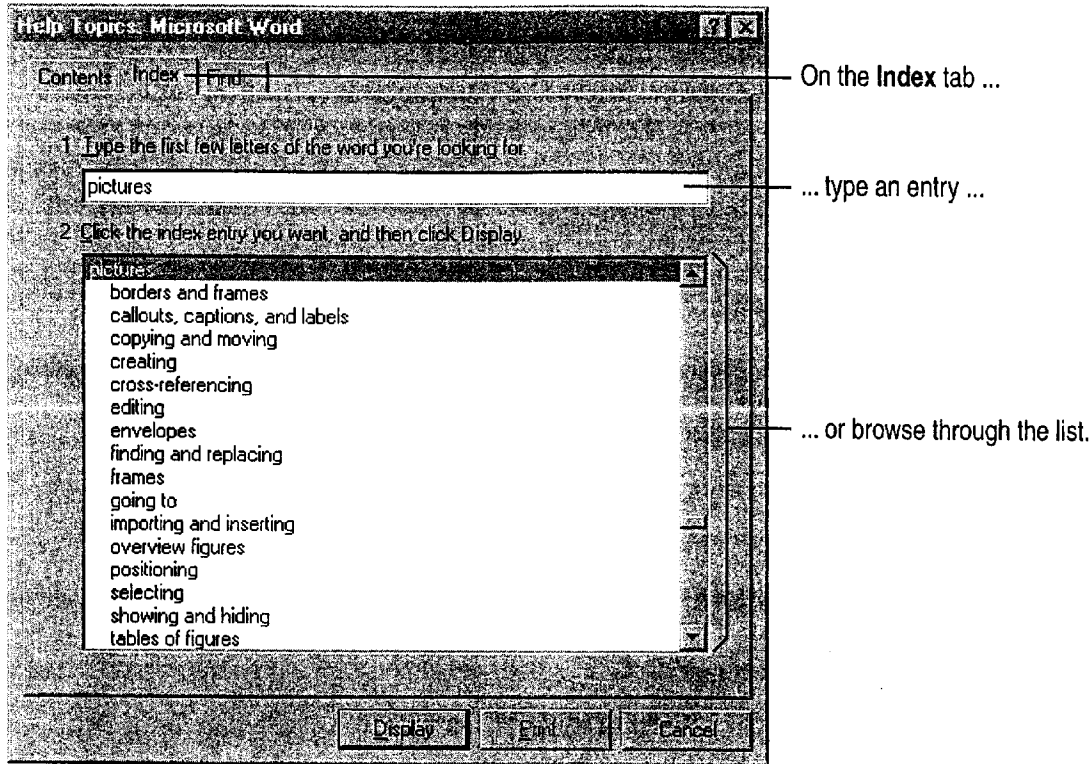 Help Topics: Microsoft Word
Contents Index Find
On the Index tab ...
1 Type the first few letters of the word you're looking for.
pictures
... type an entry ...
2 Click the index entry you want, and then click Display.
pictures
borders and frames
callouts, captions, and labels
copying and moving
creating
cross-referencing
editing
envelopes
finding and replacing
frames
going to
importing and inserting
overview figures
positioning
selecting
showing and hiding
tables of figures
... or browse through the list.
Display Print Cancel